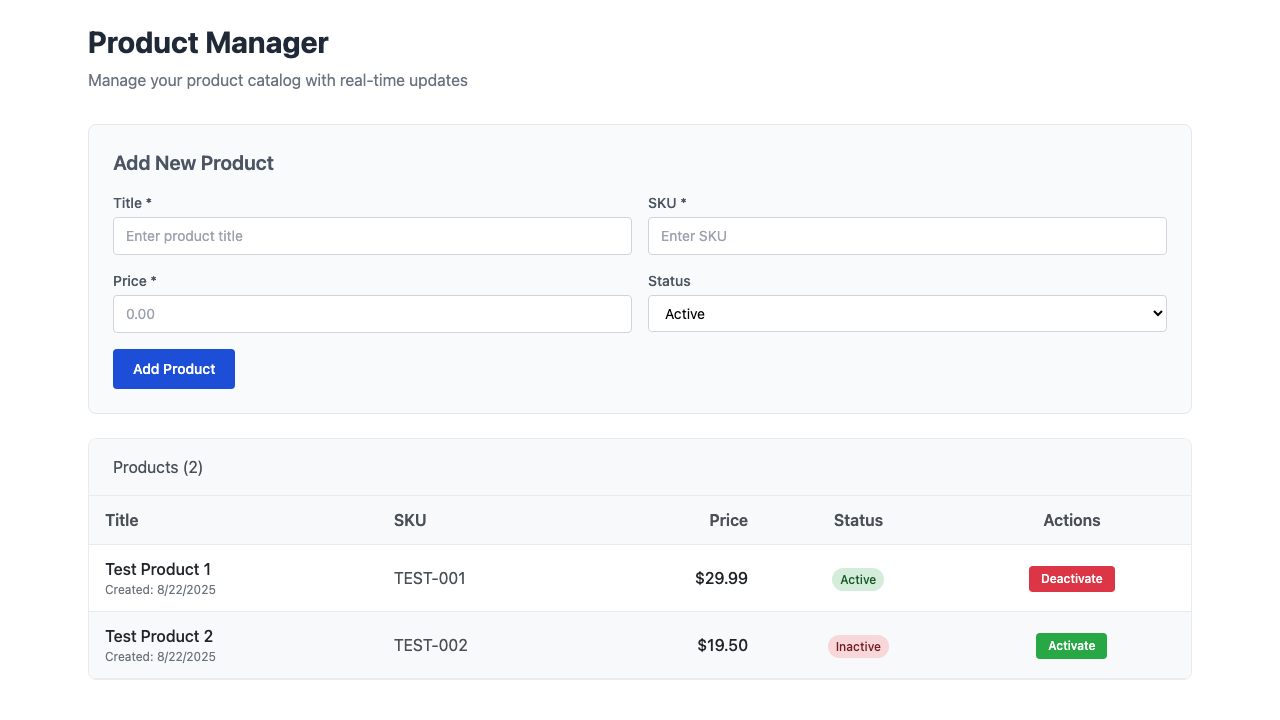 Product Manager
Manage your product catalog with real-time updates
Add New Product
Title * SKU *
Enter product title Enter SKU
Price * Status
0.00 Active
Add Product
Products (2)
Title SKU Price Status Actions
Test Product 1
Created: 8/22/2025
TEST-001 $29.99 Active Deactivate
Test Product 2
Created: 8/22/2025
TEST-002 $19.50 Inactive Activate